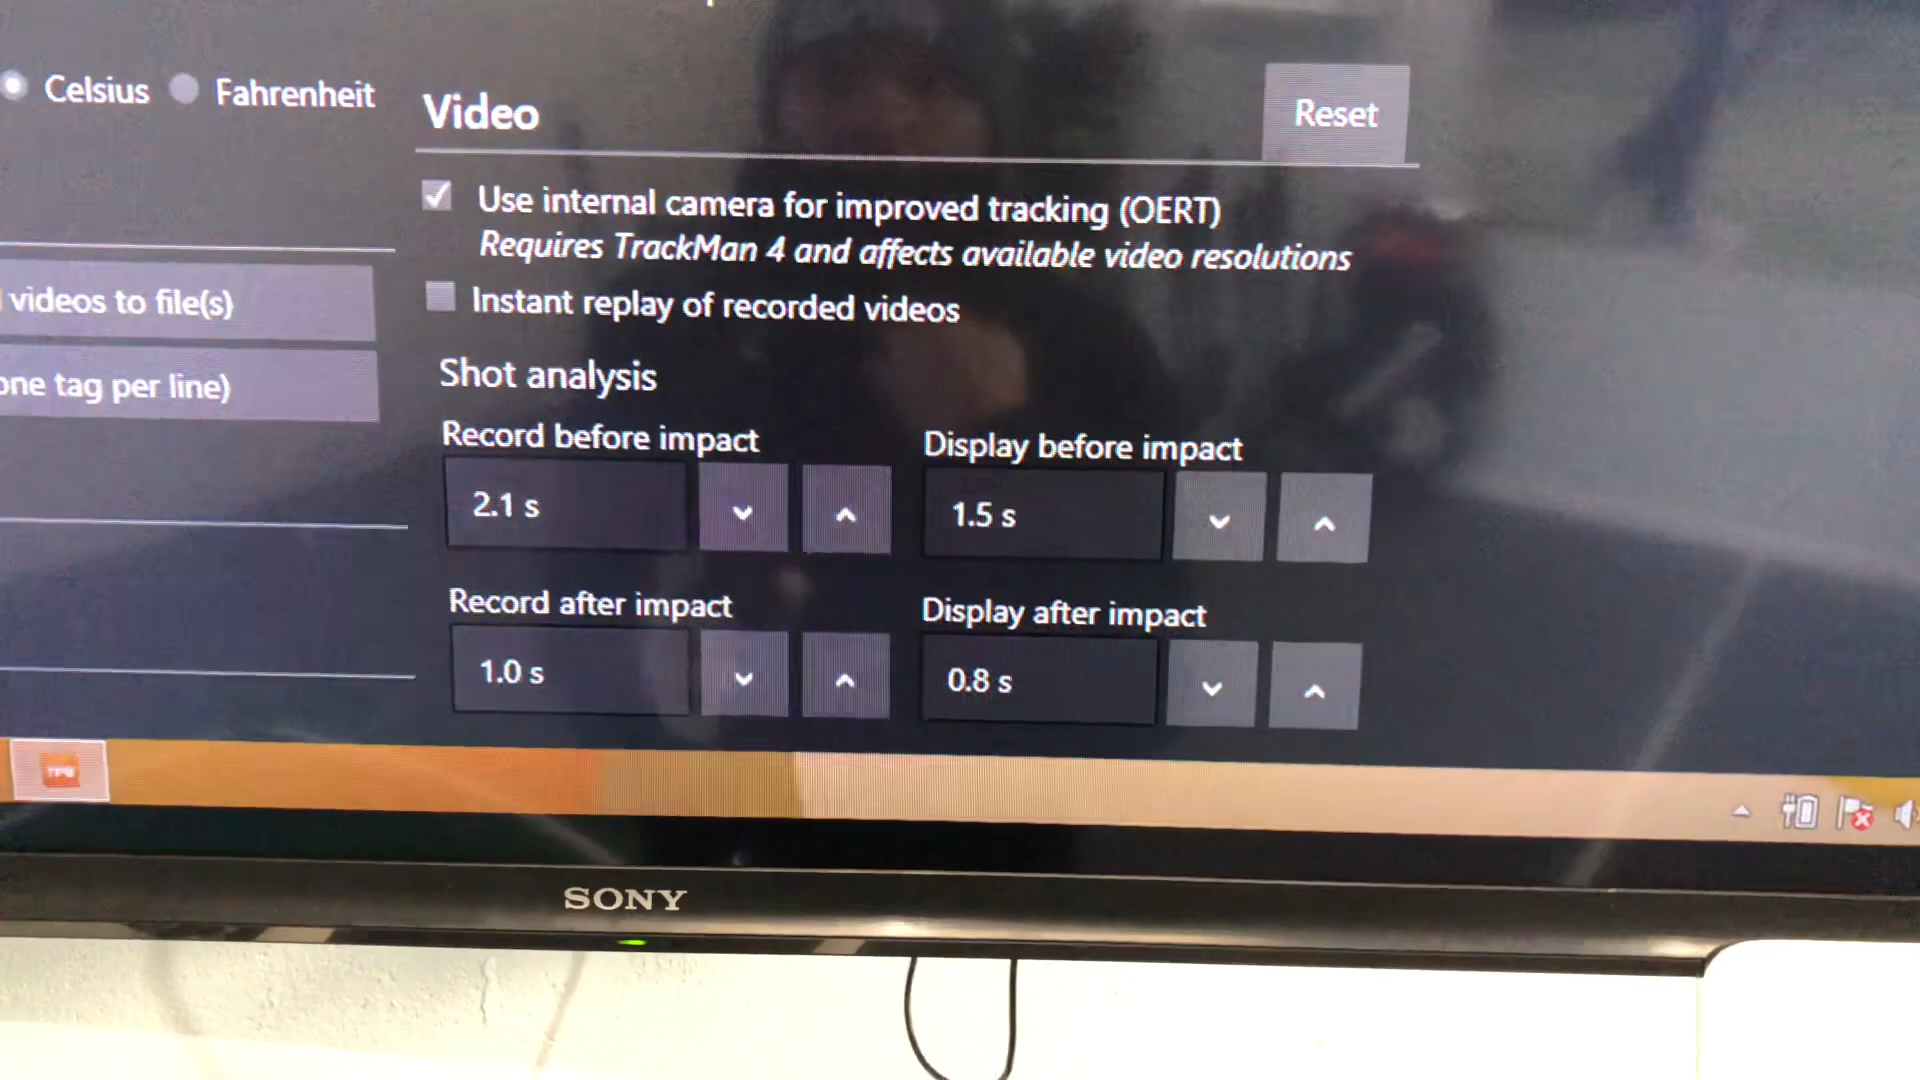 Celsius Fahrenheit
videos to file(s)
one tag per line)
Video
Reset
Use internal camera for improved tracking (OERT)
Requires TrackMan 4 and affects available video resolutions
Instant replay of recorded videos
Shot analysis
Record before impact
2.1 s
Display before impact
1.5 s
Record after impact
1.0 s
Display after impact
0.8 s
TPS
SONY